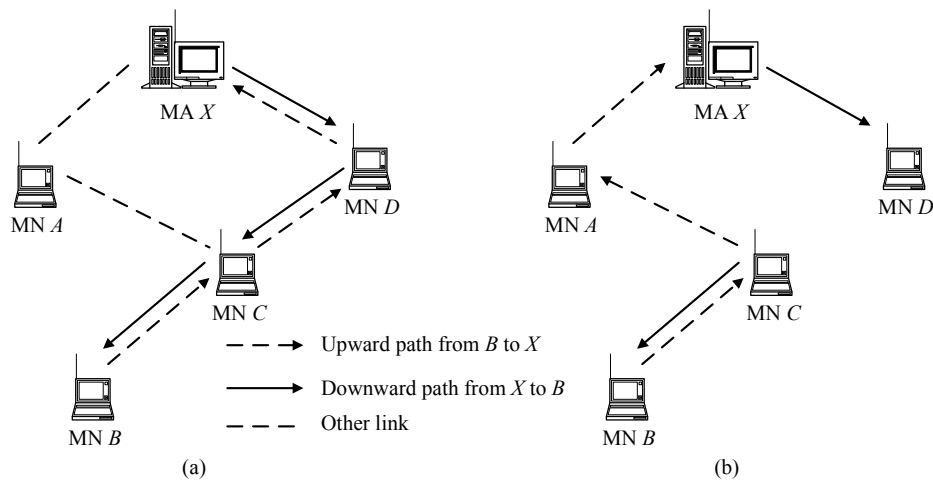 MA X
MA X
MN A
MN D
MN A
MN D
MN C
MN C
Upward path from B to X
Downward path from X to B
Other link
MN B
MN B
(a)
(b)